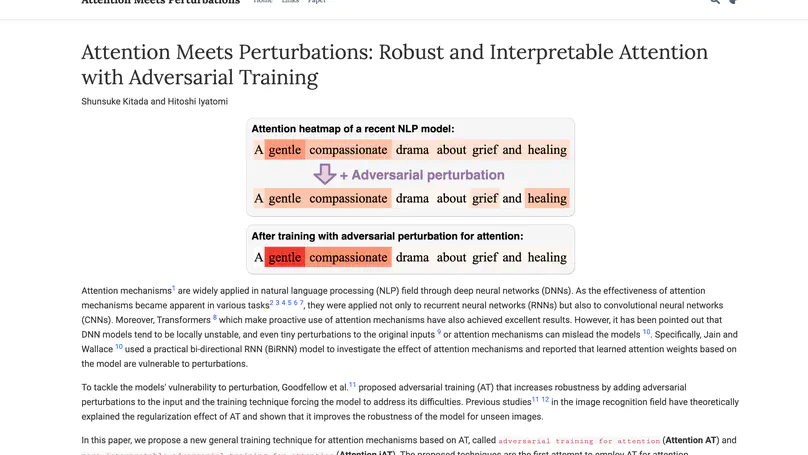 Attention Meets Perturbations Home Links Paper
Attention Meets Perturbations: Robust and Interpretable Attention
with Adversarial Training
Shunsuke Kitada and Hitoshi Iyatomi
Attention heatmap of a recent NLP model:
A gentle compassionate drama about grief and healing
+ Adversarial perturbation
A gentle compassionate drama about grief and healing
After training with adversarial perturbation for attention:
A gentle compassionate drama about grief and healing
Attention mechanisms1 are widely applied in natural language processing (NLP) field through deep neural networks (DNNs). As the effectiveness of attention
mechanisms became apparent in various tasks2 3 4 5 6 7, they were applied not only to recurrent neural networks (RNNs) but also to convolutional neural networks
(CNNs). Moreover, Transformers 8 which make proactive use of attention mechanisms have also achieved excellent results. However, it has been pointed out that
DNN models tend to be locally unstable, and even tiny perturbations to the original inputs 9 or attention mechanisms can mislead the models 10. Specifically, Jain and
Wallace 10 used a practical bi-directional RNN (BiRNN) model to investigate the effect of attention mechanisms and reported that learned attention weights based on
the model are vulnerable to perturbations.
To tackle the models' vulnerability to perturbation, Goodfellow et al.11 proposed adversarial training (AT) that increases robustness by adding adversarial
perturbations to the input and the training technique forcing the model to address its difficulties. Previous studies11 12 in the image recognition field have theoretically
explained the regularization effect of AT and shown that it improves the robustness of the model for unseen images.
In this paper, we propose a new general training technique for attention mechanisms based on AT, called adversarial training for attention (Attention AT) and
more interpretable adversarial training for attention (Attention iAT). The proposed techniques are the first attempt to employ AT for attention